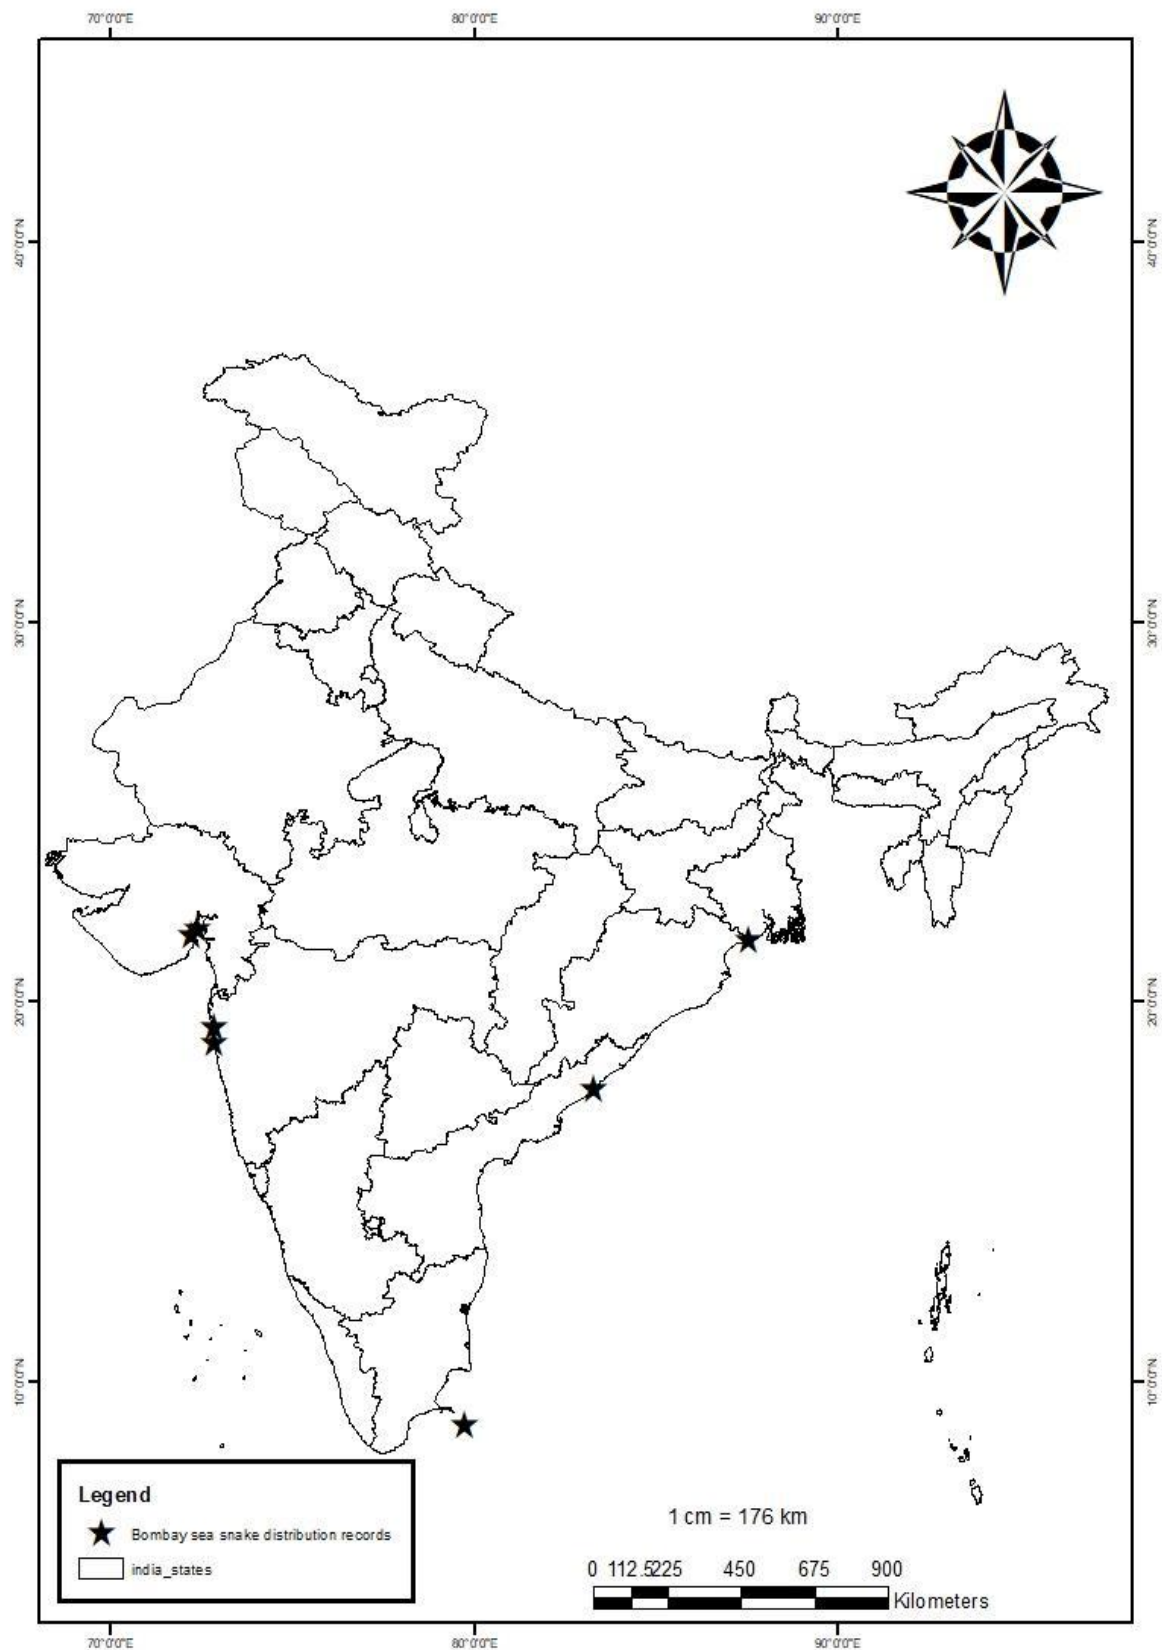 70°0'0"E 80°0'0"E 90°0'0"E
40°0'0"N 40°0'0"N
30°0'0"N 30°0'0"N
20°0'0"N 20°0'0"N
10°0'0"N 10°0'0"N
Legend
Bombay sea snake distribution records
india_states
1 cm = 176 km
0 112.5225 450 675 900
Kilometers
70°0'0"E 80°0'0"E 90°0'0"E